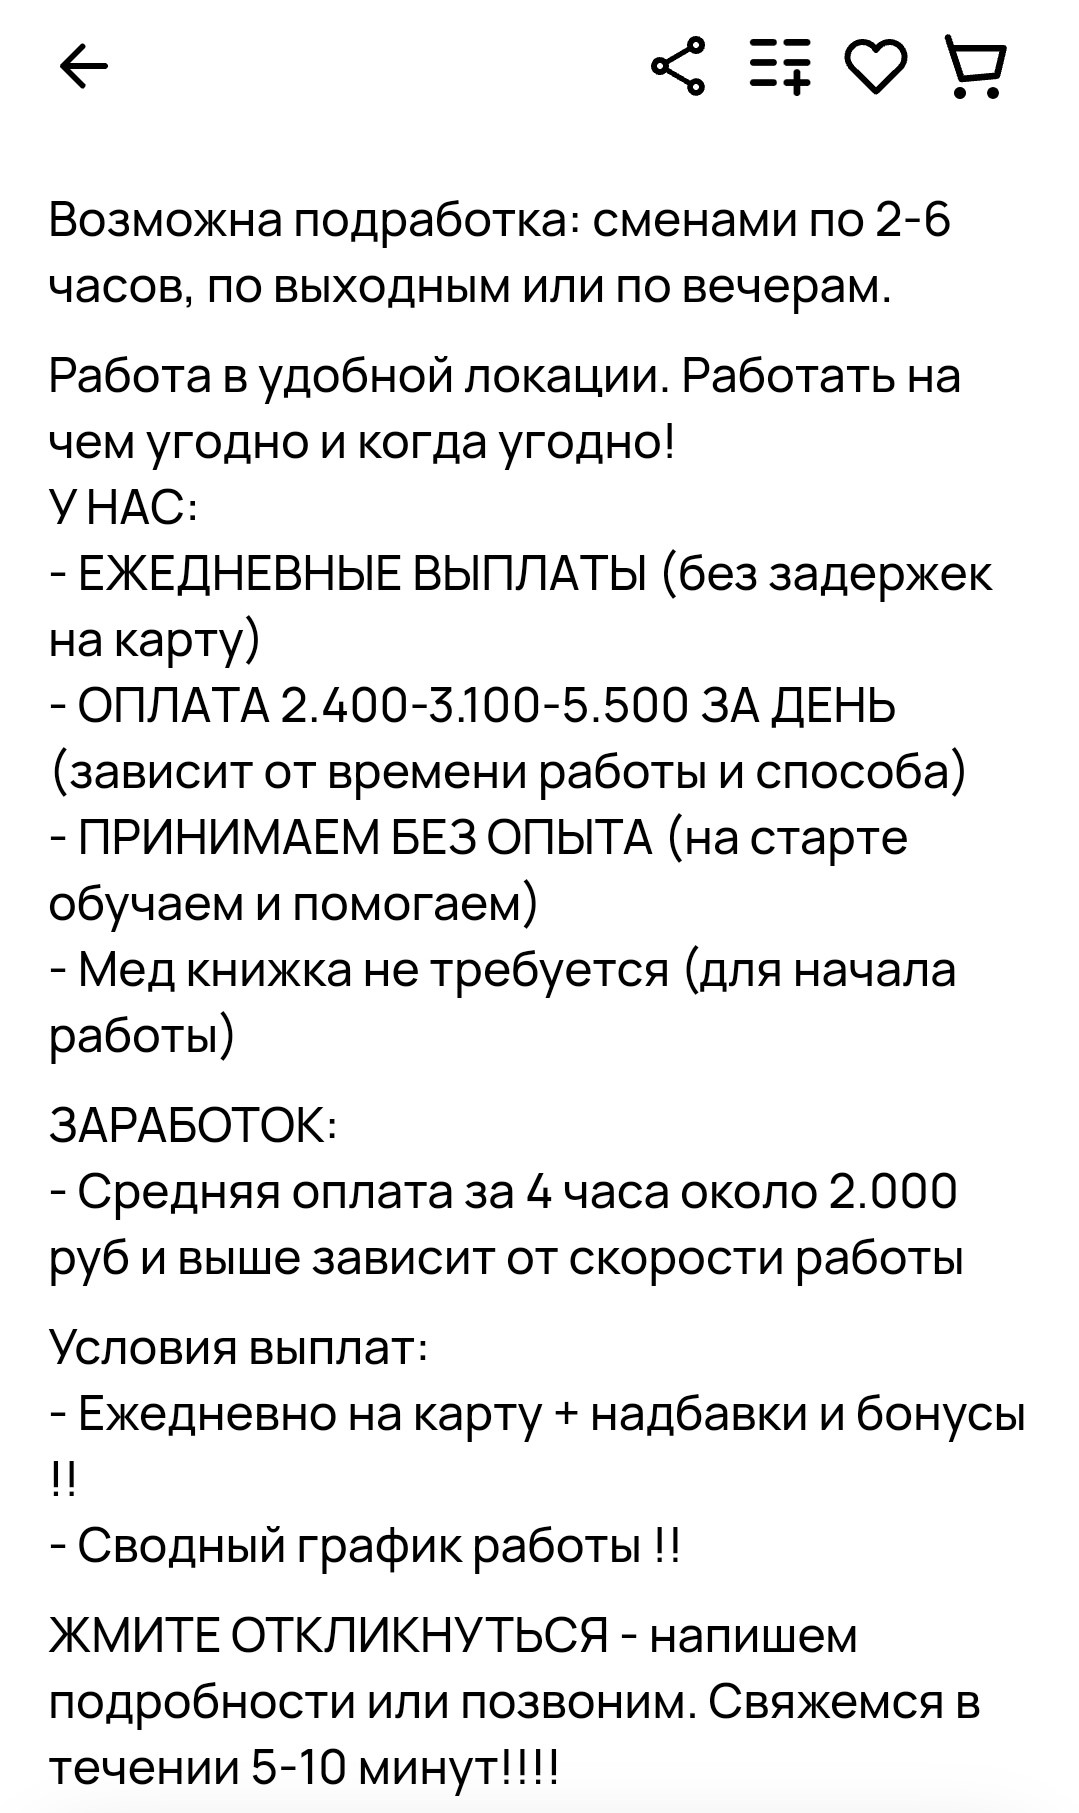 Возможна подработка: сменами по 2-6
часов, по выходным или по вечерам.
Работа в удобной локации. Работать на
чем угодно и когда угодно!
У НАС:
- ЕЖЕДНЕВНЫЕ ВЫПЛАТЫ (без задержек
на карту)
- ОПЛАТА 2.400-3.100-5.500 ЗА ДЕНЬ
(зависит от времени работы и способа)
- ПРИНИМАЕМ БЕЗ ОПЫТА (на старте
обучаем и помогаем)
- Мед книжка не требуется (для начала
работы)
ЗАРАБОТОК:
- Средняя оплата за 4 часа около 2.000
руб и выше зависит от скорости работы
Условия выплат:
- Ежедневно на карту + надбавки и бонусы
!!
- Сводный график работы !!
ЖМИТЕ ОТКЛИКНУТЬСЯ - напишем
подробности или позвоним. Свяжемся в
течении 5-10 минут!!!!